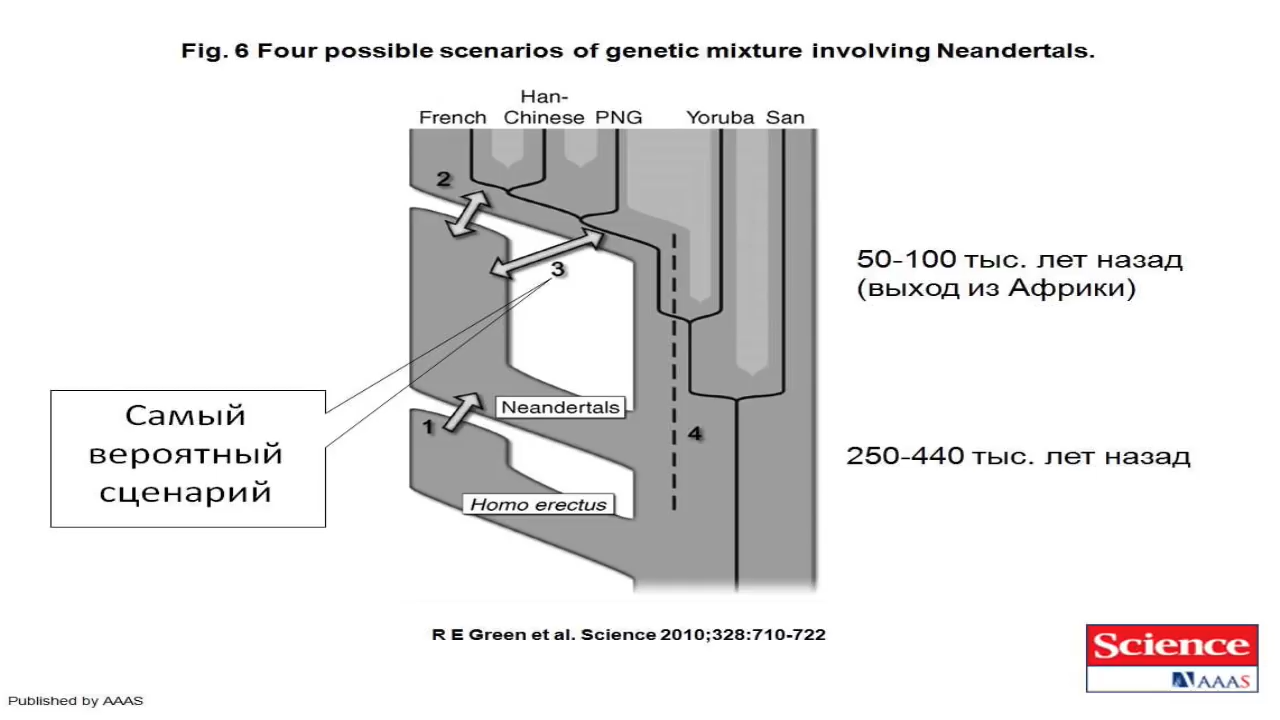 Fig. 6 Four possible scenarios of genetic mixture involving Neandertals.
Han-
French Chinese PNG Yoruba San
2
3
50-100 тыс. лет назад
(выход из Африки)
Самый
вероятный
сценарий
Neandertals
1
4
250-440 тыс. лет назад
Homo erectus
R E Green et al. Science 2010;328:710-722
Science
AAAS
Published by AAAS